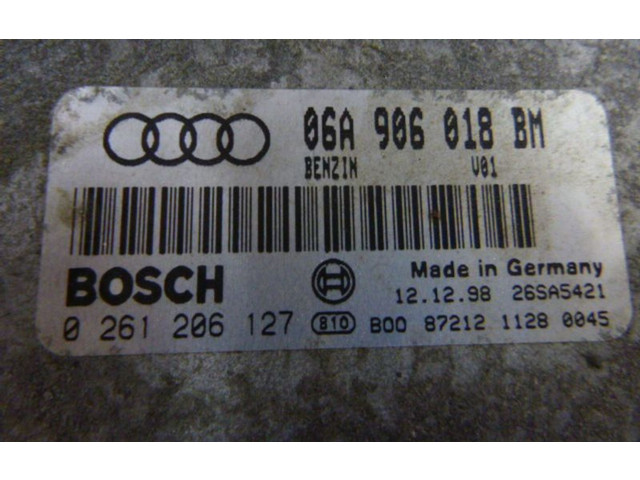 06A 906 018 BM
BENZIN V01
BOSCH
Made in Germany
12.12.98 26SA5421
0 261 206 127 810 B00 87212 1128 0045